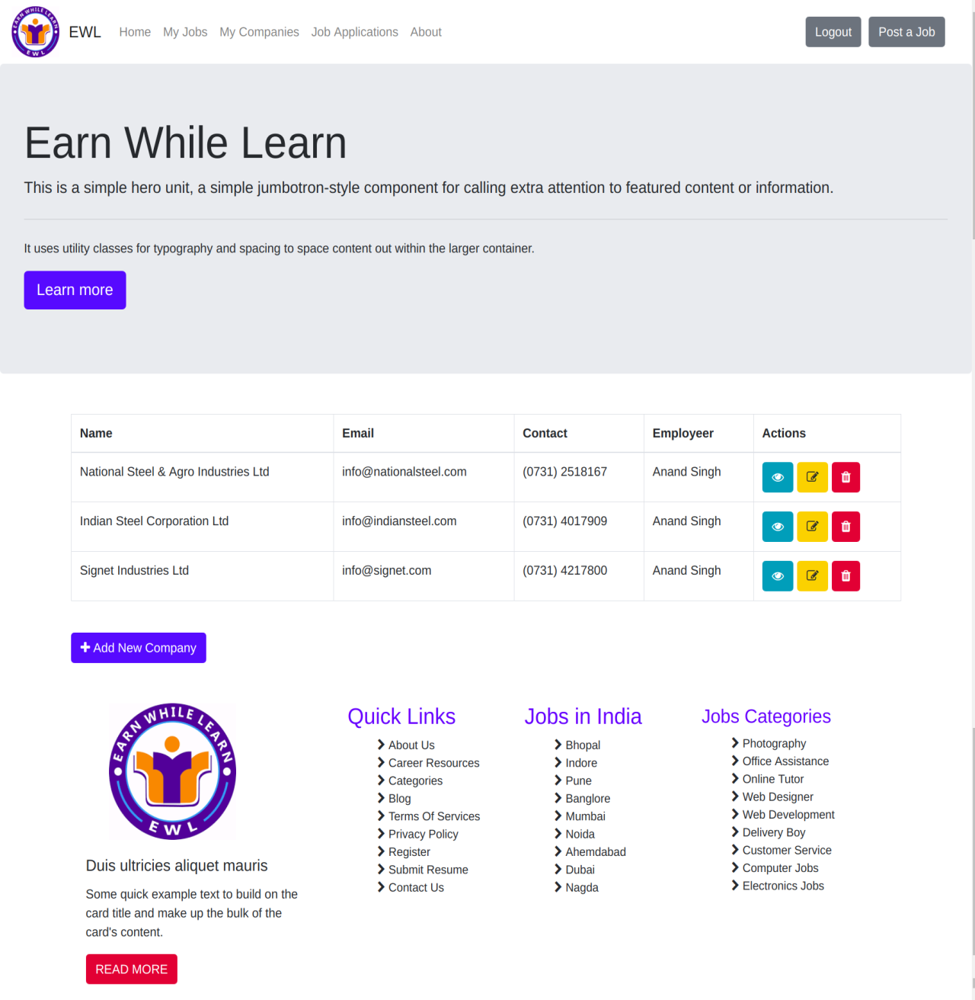 EARN WHILE LEARN
EWL
EWL Home My Jobs My Companies Job Applications About Logout Post a Job
Earn While Learn
This is a simple hero unit, a simple jumbotron-style component for calling extra attention to featured content or information.
It uses utility classes for typography and spacing to space content out within the larger container.
Learn more
Name Email Contact Employeer Actions
National Steel & Agro Industries Ltd info@nationalsteel.com (0731) 2518167 Anand Singh
Indian Steel Corporation Ltd info@indiansteel.com (0731) 4017909 Anand Singh
Signet Industries Ltd info@signet.com (0731) 4217800 Anand Singh
Add New Company
EARN WHILE LEARN
EWL
Duis ultricies aliquet mauris
Some quick example text to build on the
card title and make up the bulk of the
card's content.
READ MORE
Quick Links
About Us
Career Resources
Categories
Blog
Terms Of Services
Privacy Policy
Register
Submit Resume
Contact Us
Jobs in India
Bhopal
Indore
Pune
Banglore
Mumbai
Noida
Ahemdabad
Dubai
Nagda
Jobs Categories
Photography
Office Assistance
Online Tutor
Web Designer
Web Development
Delivery Boy
Customer Service
Computer Jobs
Electronics Jobs